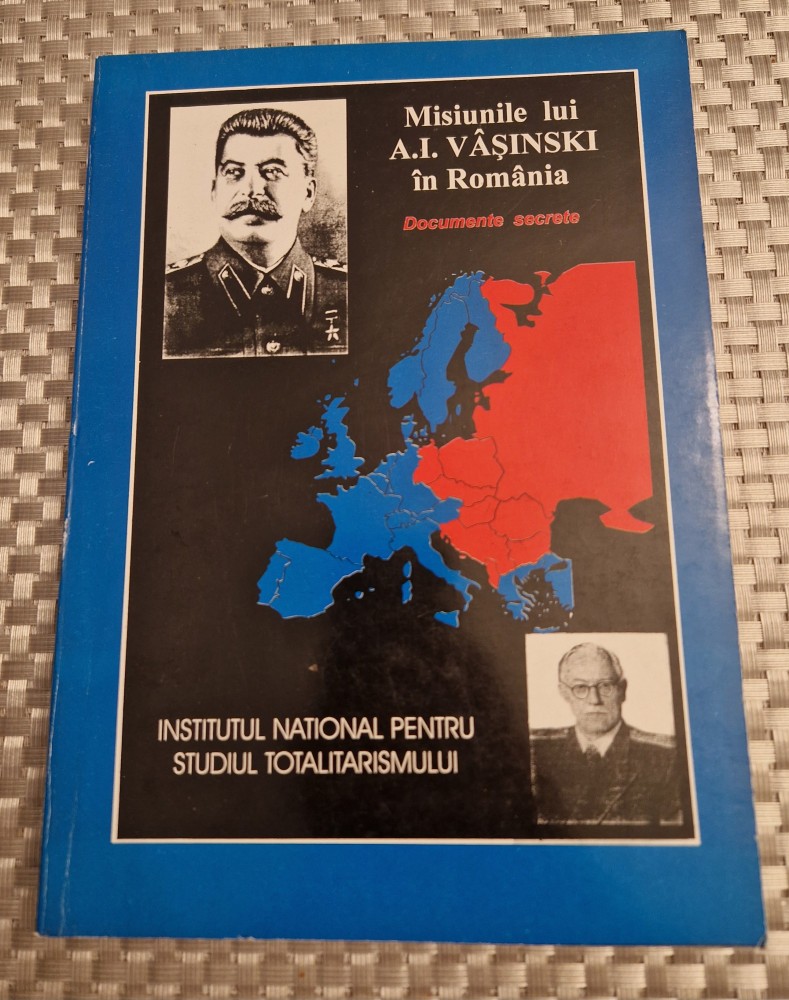 Misiunile lui
A.I. VÂŞINSKI
în România
Documente secrete
INSTITUTUL NATIONAL PENTRU
STUDIUL TOTALITARISMULUI